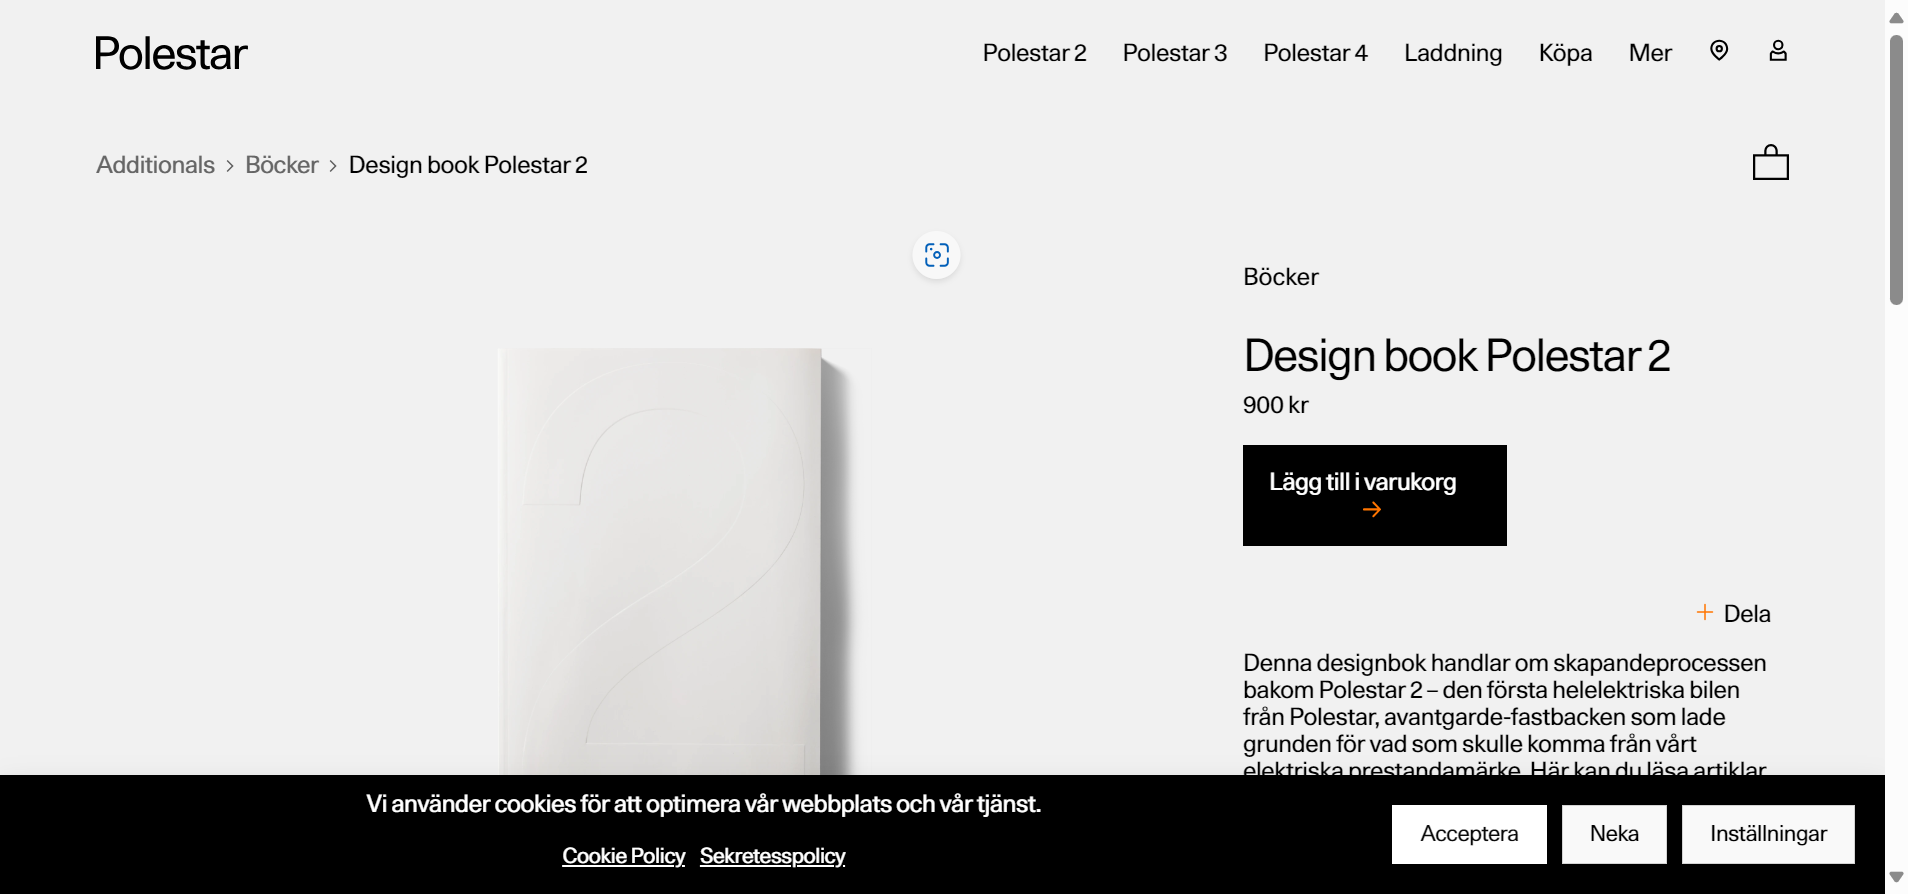 Polestar
Polestar 2
Polestar 3
Polestar 4
Laddning
Köpa
Mer
Additionals > Böcker > Design book Polestar 2
Böcker
Design book Polestar 2
900 kr
Lägg till i varukorg
Dela
Denna designbok handlar om skapandeprocessen
bakom Polestar 2 – den första helelektriska bilen
från Polestar, avantgarde-fastbacken som lade
grunden för vad som skulle komma från vårt
elektriska prestandamärke. Här kan du läsa artiklar
2
Vi använder cookies för att optimera vår webbplats och vår tjänst.
Cookie Policy
Sekretesspolicy
Acceptera
Neka
Inställningar